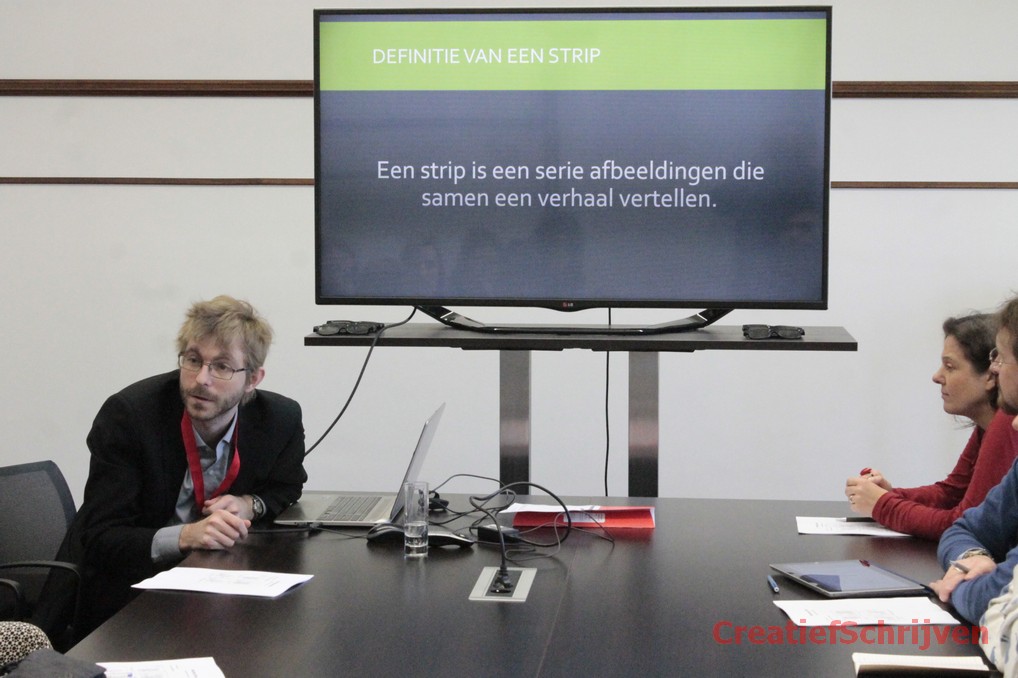 DEFINITIE VAN EEN STRIP
Een strip is een serie afbeeldingen die
samen een verhaal vertellen.
LG
CreatiefSchrijven